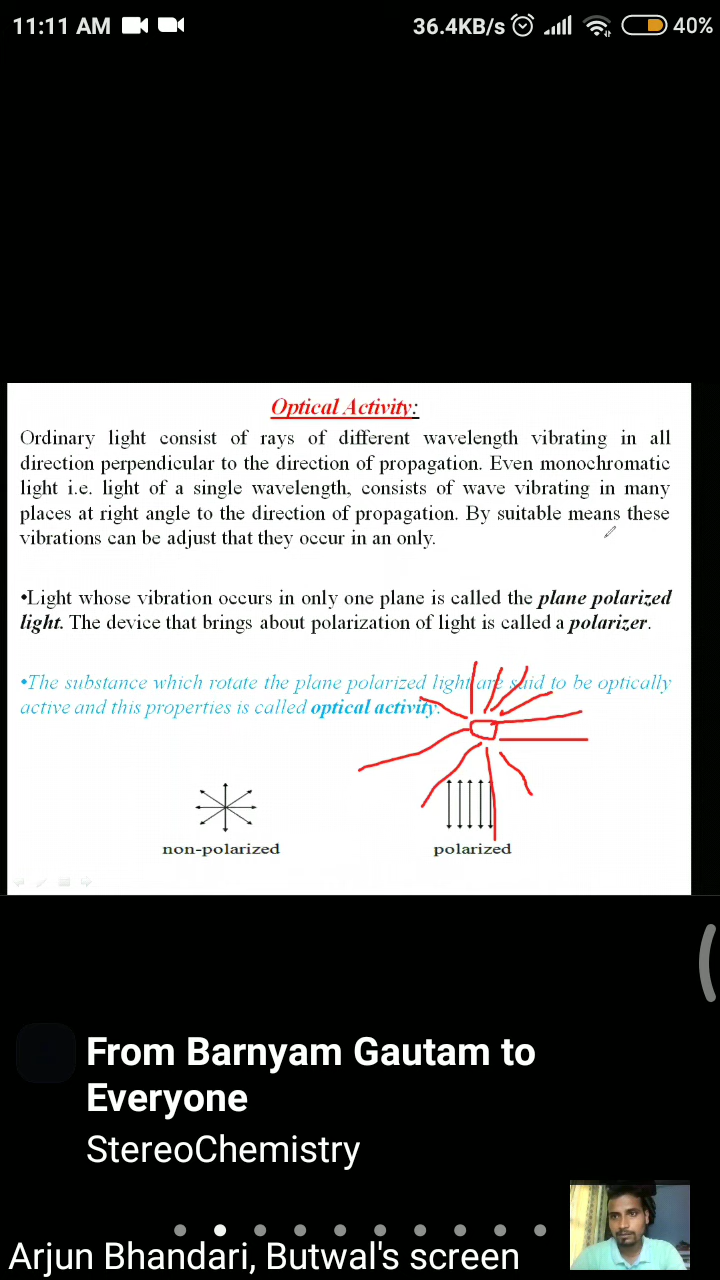 11:11 AM 36.4KB/s 40%
Optical Activity:
Ordinary light consist of rays of different wavelength vibrating in all
direction perpendicular to the direction of propagation. Even monochromatic
light i.e. light of a single wavelength, consists of wave vibrating in many
places at right angle to the direction of propagation. By suitable means these
vibrations can be adjust that they occur in an only.
•Light whose vibration occurs in only one plane is called the plane polarized
light. The device that brings about polarization of light is called a polarizer.
•The substance which rotate the plane polarized light are said to be optically
active and this properties is called optical activity.
non-polarized polarized
From Barnyam Gautam to
Everyone
StereoChemistry
Arjun Bhandari, Butwal's screen